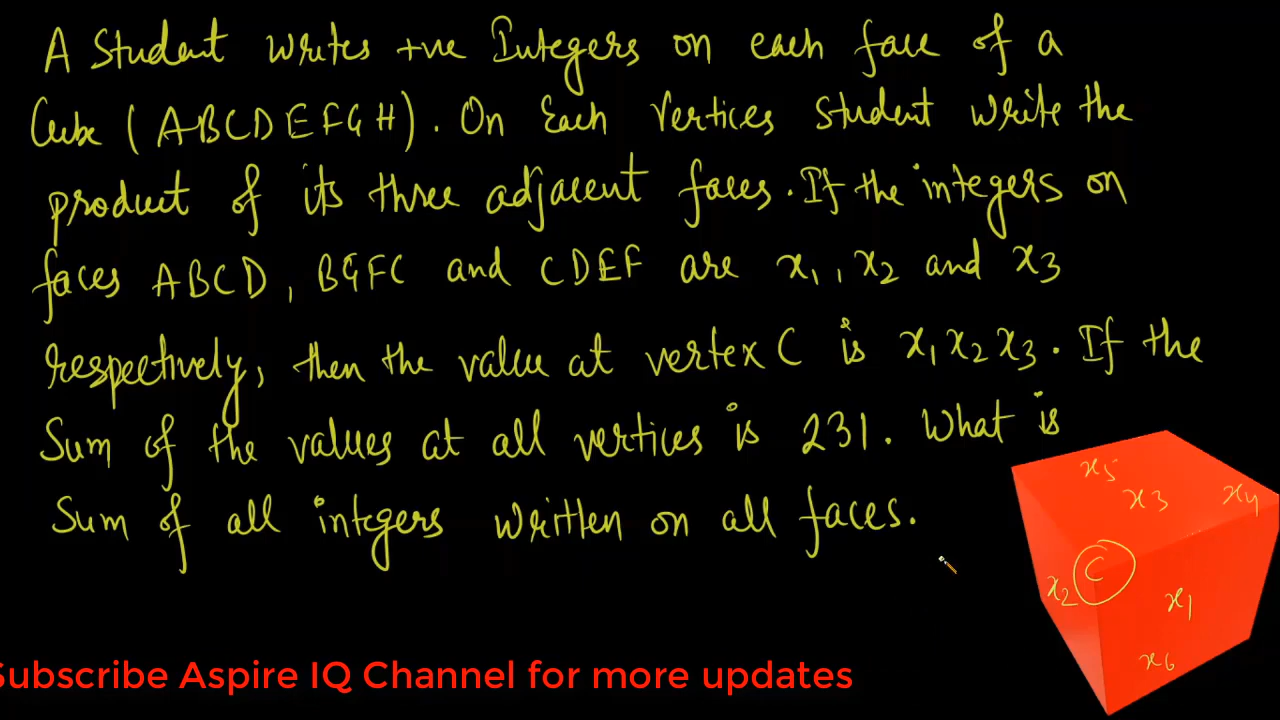 A Student writes +ve Integers on each face of a
Cube (ABCDEFGH). On Each Vertices student write the
product of its three adjacent faces. If the integers on
faces ABCD, BGFC and CDEF are x1, x2 and x3
respectively, then the value at vertex C is x1 x2 x3. If the
Sum of the values at all vertices is 231. What is
Sum of all integers written on all faces.
x5
x3
x4
C
x2
x1
x6
Subscribe Aspire IQ Channel for more updates